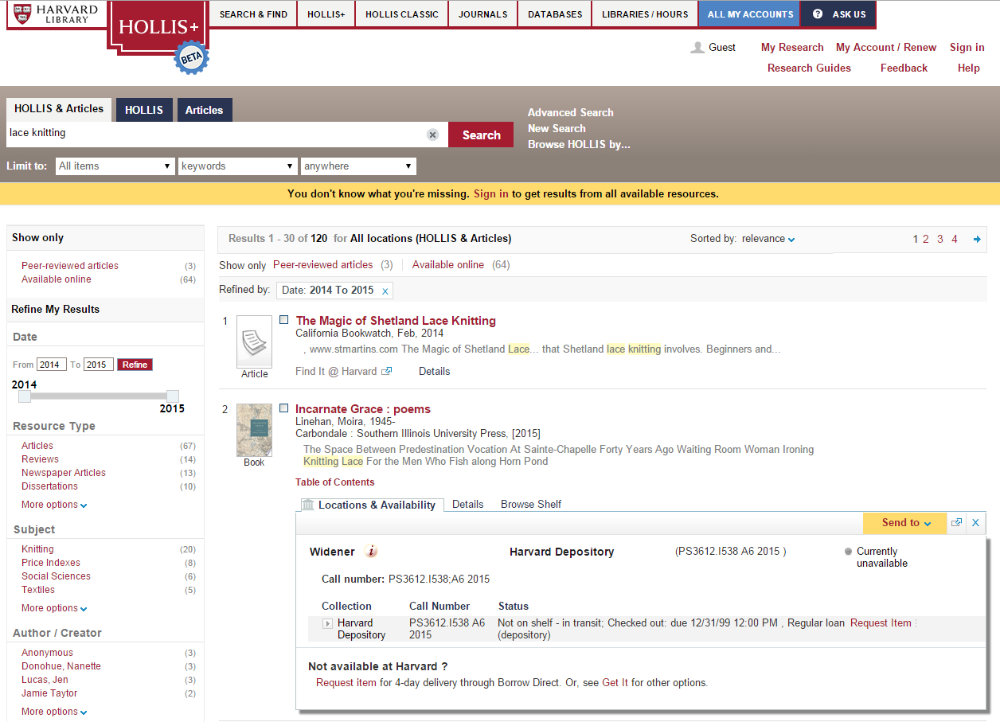 HARVARD
LIBRARY
HOLLIS+
BETA
SEARCH & FIND
HOLLIS+
HOLLIS CLASSIC
JOURNALS
DATABASES
LIBRARIES / HOURS
ALL MY ACCOUNTS
? ASK US
Guest
My Research My Account / Renew Sign in
Research Guides Feedback Help
HOLLIS & Articles HOLLIS Articles
lace knitting
Search
Advanced Search
New Search
Browse HOLLIS by...
Limit to: All items keywords anywhere
You don't know what you're missing. Sign in to get results from all available resources.
Show only
Peer-reviewed articles (3)
Available online (64)
Refine My Results
Date
From 2014 To 2015 Refine
2014
2015
Resource Type
Articles (67)
Reviews (14)
Newspaper Articles (13)
Dissertations (10)
More options
Subject
Knitting (20)
Price Indexes (8)
Social Sciences (6)
Textiles (5)
More options
Author / Creator
Anonymous (3)
Donohue, Nanette (3)
Lucas, Jen (3)
Jamie Taytor (2)
More options
Results 1 - 30 of 120 for All locations (HOLLIS & Articles)
Sorted by: relevance
1 2 3 4
Show only Peer-reviewed articles (3) Available online (64)
Refined by: Date: 2014 To 2015 x
1
Article
The Magic of Shetland Lace Knitting
California Bookwatch, Feb, 2014
, www.stmartins.com The Magic of Shetland Lace... that Shetland lace knitting involves. Beginners and...
Find It @ Harvard Details
2
Book
Incarnate Grace : poems
Linehan, Moira, 1945-
Carbondale : Southern Illinois University Press, [2015]
The Space Between Predestination Vocation At Sainte-Chapelle Forty Years Ago Waiting Room Woman Ironing
Knitting Lace For the Men Who Fish along Horn Pond
Table of Contents
Locations & Availability Details Browse Shelf
Send to X
Widener i Harvard Depository (PS3612.I538 A6 2015 ) Currently
unavailable
Call number: PS3612.I538;A6 2015
Collection Call Number Status
Harvard PS3612.I538 A6 Not on shelf - in transit; Checked out: due 12/31/99 12:00 PM , Regular loan Request Item
Depository 2015 (depository)
Not available at Harvard ?
Request item for 4-day delivery through Borrow Direct. Or, see Get It for other options.